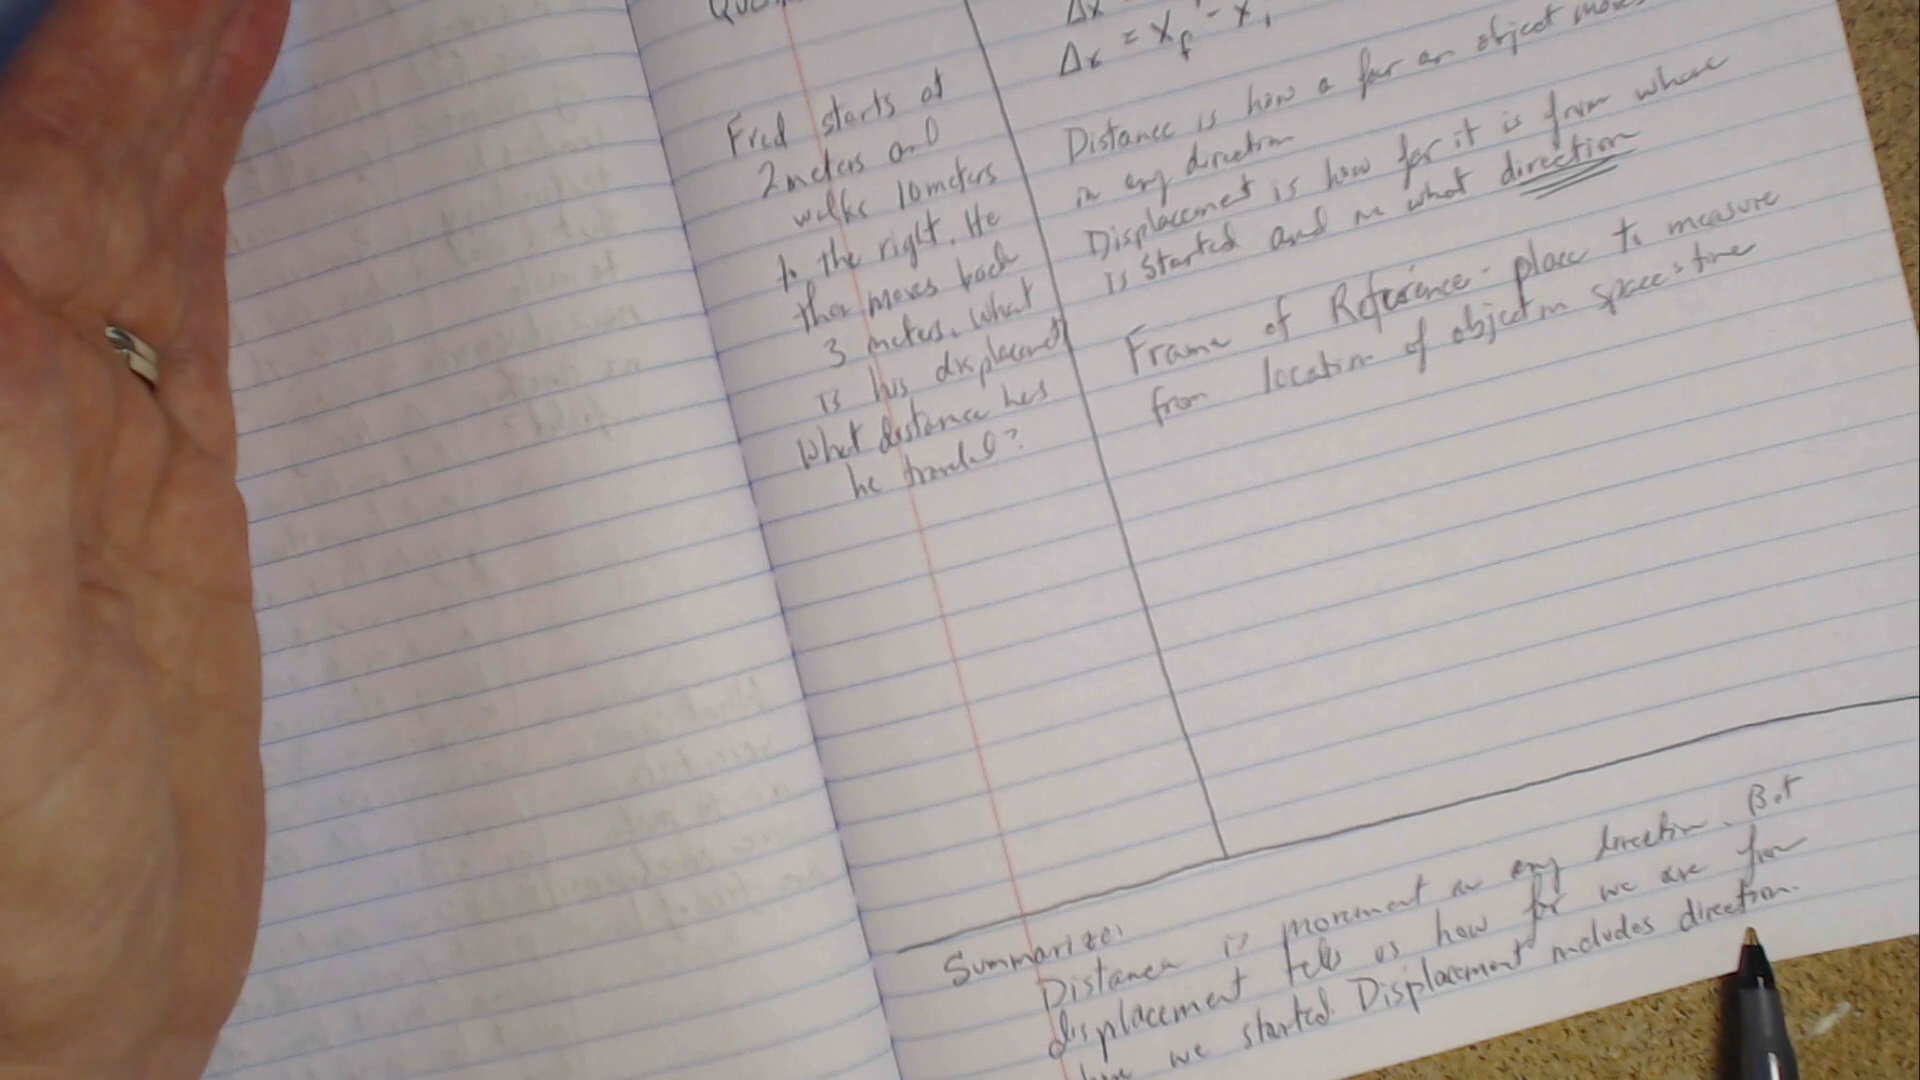 Δx
Δx = x_f - x_i
Fred starts at
2 meters and
walks 10 meters
to the right. He
then moves back
3 meters. What
is his displacement
What distance has
he traveled?
Distance is how a far an object moves
in any direction
Displacement is how far it is from where
is started and in what direction
Frame of Reference - place to measure
from location of object in space & time
Summarize:
Distance is movement in any direction. But
displacement tells us how far we are from
we started. Displacement includes direction.